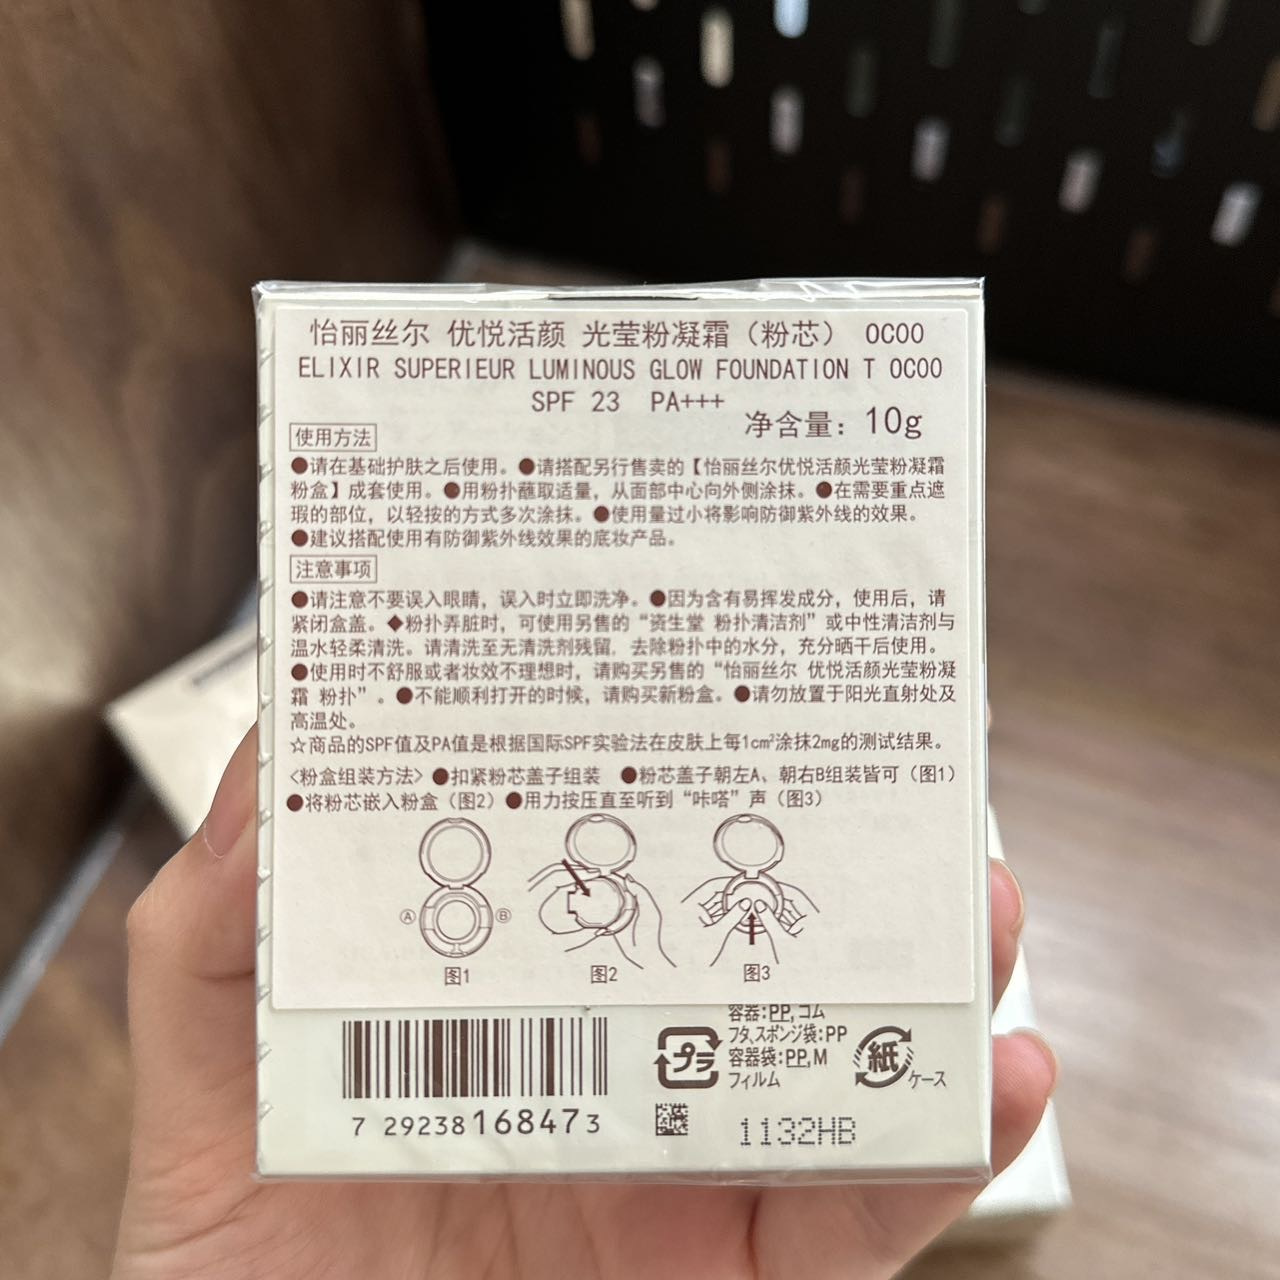 怡丽丝尔 优悦活颜 光莹粉凝霜（粉芯） OC00
ELIXIR SUPERIEUR LUMINOUS GLOW FOUNDATION T OC00
SPF 23 PA+++
净含量：10g
使用方法
●请在基础护肤之后使用。●请搭配另行售卖的【怡丽丝尔优悦活颜光莹粉凝霜
粉盒】成套使用。●用粉扑蘸取适量，从面部中心向外侧涂抹。●在需要重点遮
瑕的部位，以轻按的方式多次涂抹。●使用量过小将影响防御紫外线的效果。
●建议搭配使用有防御紫外线效果的底妆产品。
注意事项
●请注意不要误入眼睛，误入时立即洗净。●因为含有易挥发成分，使用后，请
紧闭盒盖。◆粉扑弄脏时，可使用另售的“资生堂 粉扑清洁剂”或中性清洁剂与
温水轻柔清洗。请清洗至无清洗剂残留，去除粉扑中的水分，充分晒干后使用。
●使用时不舒服或者妆效不理想时，请购买另售的“怡丽丝尔 优悦活颜光莹粉凝
霜 粉扑”。●不能顺利打开的时候，请购买新粉盒。●请勿放置于阳光直射处及
高温处。
☆商品的SPF值及PA值是根据国际SPF实验法在皮肤上每1cm²涂抹2mg的测试结果。
<粉盒组装方法> ●扣紧粉芯盖子组装 ●粉芯盖子朝左A、朝右B组装皆可（图1）
●将粉芯嵌入粉盒（图2）●用力按压直至听到“咔嗒”声（图3）
Ⓐ Ⓑ
图1 图2 图3
容器:PP,コム
フタ,スポンジ袋:PP
容器袋:PP,M
フィルム
プラ
紙
ケース
7 29238 16847 3
1132HB